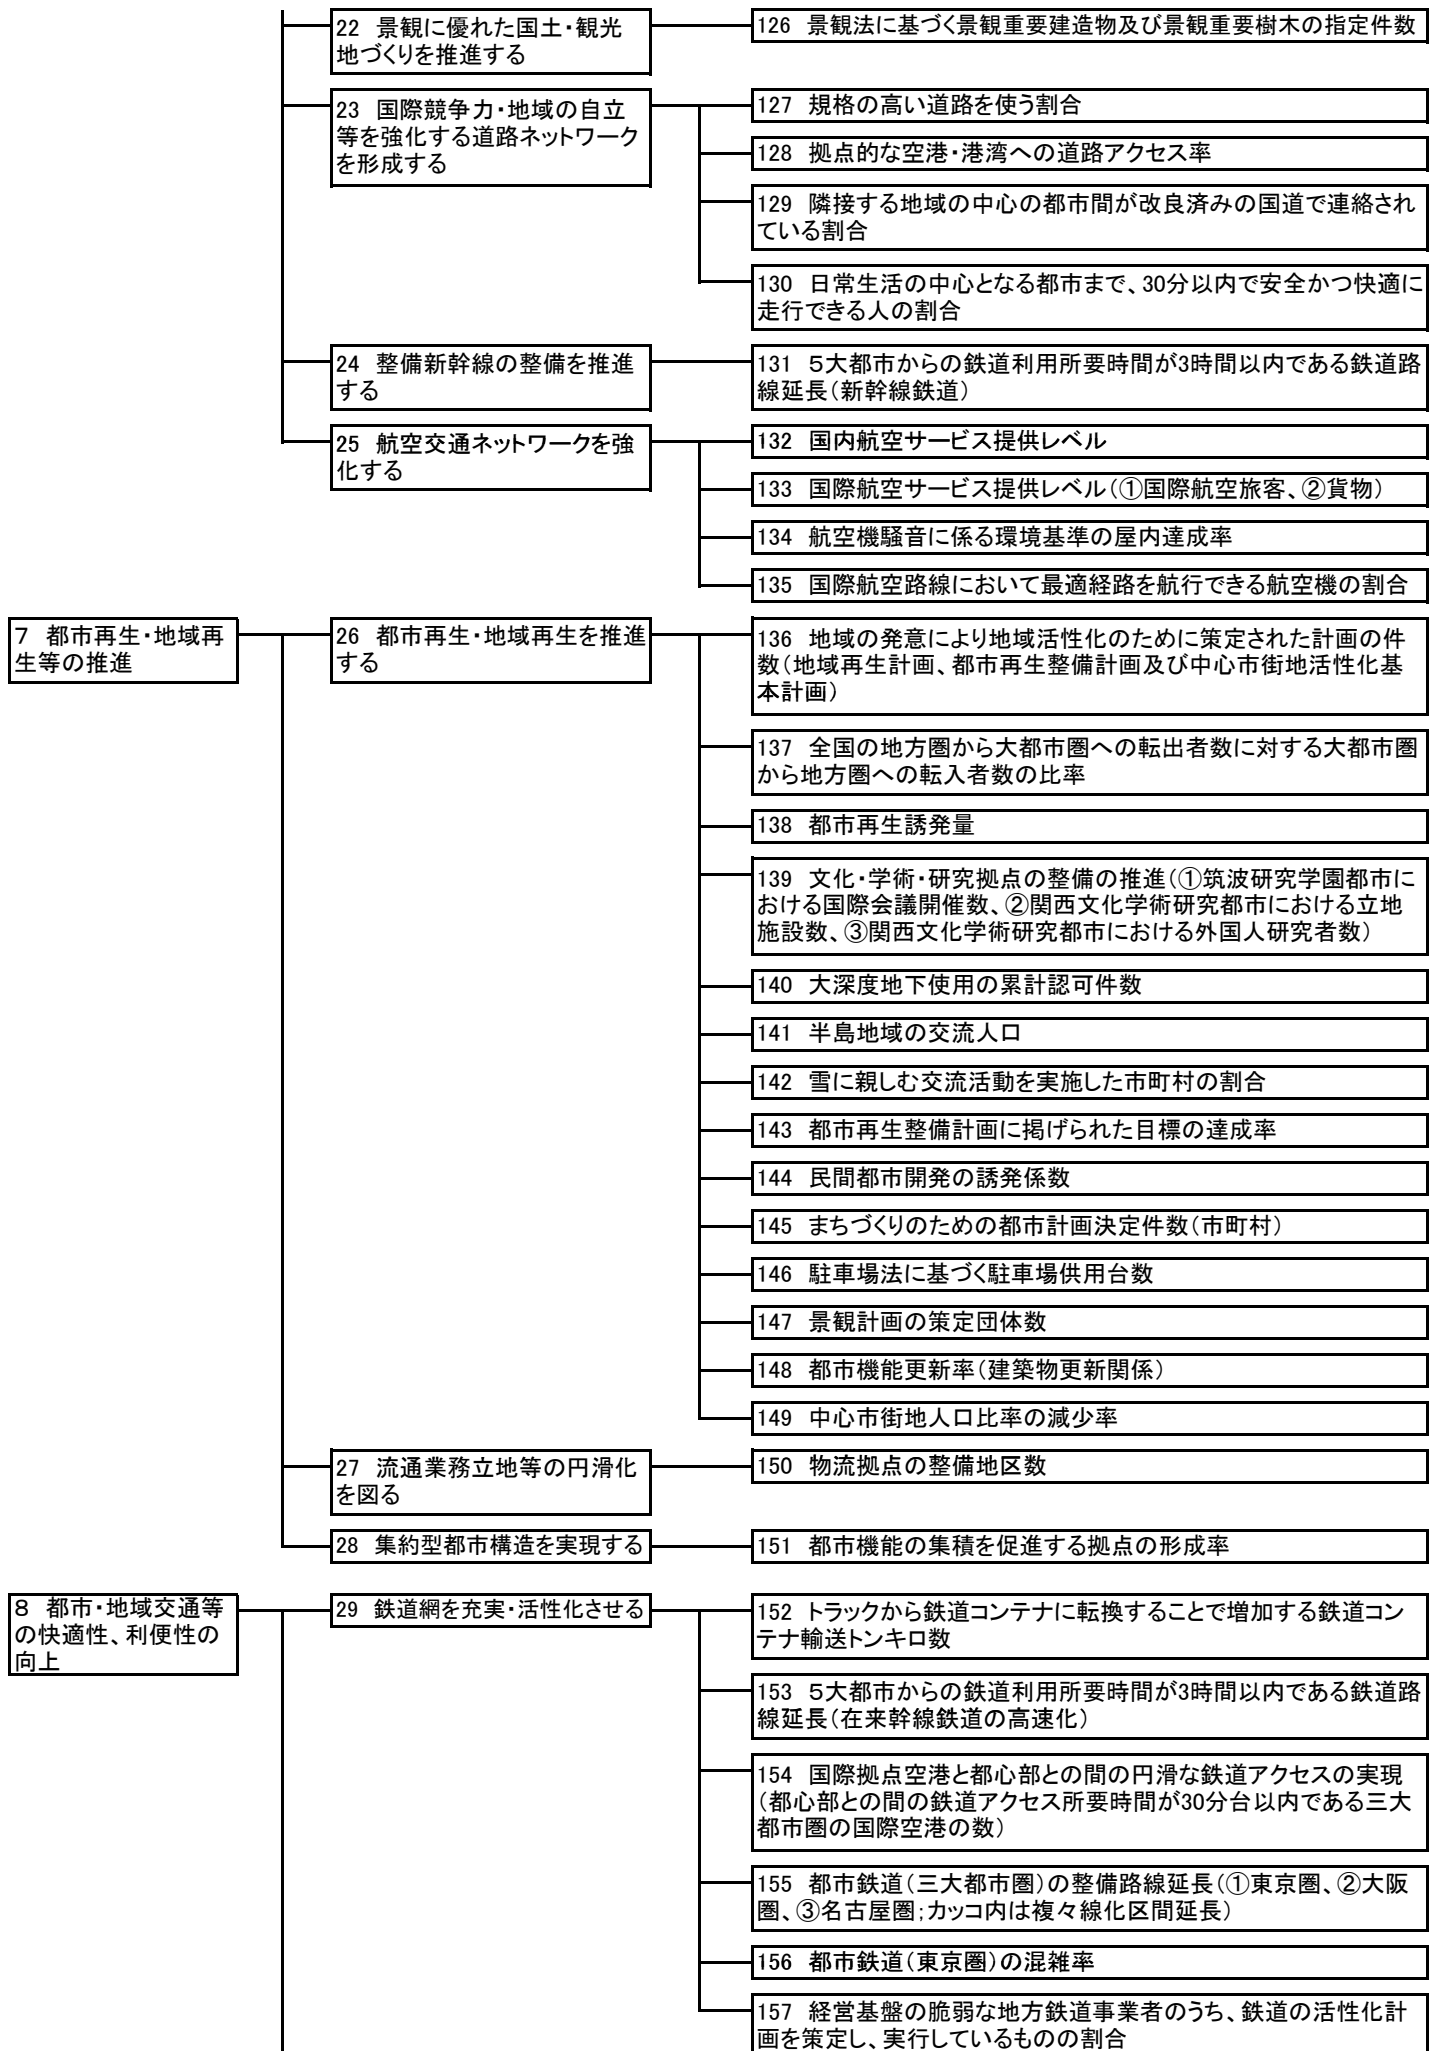 22 景観に優れた国土・観光
地づくりを推進する
126 景観法に基づく景観重要建造物及び景観重要樹木の指定件数
23 国際競争力・地域の自立
等を強化する道路ネットワーク
を形成する
127 規格の高い道路を使う割合
128 拠点的な空港・港湾への道路アクセス率
129 隣接する地域の中心の都市間が改良済みの国道で連絡され
ている割合
130 日常生活の中心となる都市まで、30分以内で安全かつ快適に
走行できる人の割合
24 整備新幹線の整備を推進
する
131 5大都市からの鉄道利用所要時間が3時間以内である鉄道路
線延長（新幹線鉄道）
25 航空交通ネットワークを強
化する
132 国内航空サービス提供レベル
133 国際航空サービス提供レベル（①国際航空旅客、②貨物）
134 航空機騒音に係る環境基準の屋内達成率
135 国際航空路線において最適経路を航行できる航空機の割合
7 都市再生・地域再
生等の推進
26 都市再生・地域再生を推進
する
136 地域の発意により地域活性化のために策定された計画の件
数（地域再生計画、都市再生整備計画及び中心市街地活性化基
本計画）
137 全国の地方圏から大都市圏への転出者数に対する大都市圏
から地方圏への転入者数の比率
138 都市再生誘発量
139 文化・学術・研究拠点の整備の推進（①筑波研究学園都市に
おける国際会議開催数、②関西文化学術研究都市における立地
施設数、③関西文化学術研究都市における外国人研究者数）
140 大深度地下使用の累計認可件数
141 半島地域の交流人口
142 雪に親しむ交流活動を実施した市町村の割合
143 都市再生整備計画に掲げられた目標の達成率
144 民間都市開発の誘発係数
145 まちづくりのための都市計画決定件数（市町村）
146 駐車場法に基づく駐車場供用台数
147 景観計画の策定団体数
148 都市機能更新率（建築物更新関係）
149 中心市街地人口比率の減少率
27 流通業務立地等の円滑化
を図る
150 物流拠点の整備地区数
28 集約型都市構造を実現する
151 都市機能の集積を促進する拠点の形成率
8 都市・地域交通等
の快適性、利便性の
向上
29 鉄道網を充実・活性化させる
152 トラックから鉄道コンテナに転換することで増加する鉄道コン
テナ輸送トンキロ数
153 5大都市からの鉄道利用所要時間が3時間以内である鉄道路
線延長（在来幹線鉄道の高速化）
154 国際拠点空港と都心部との間の円滑な鉄道アクセスの実現
（都心部との間の鉄道アクセス所要時間が30分台以内である三大
都市圏の国際空港の数）
155 都市鉄道（三大都市圏）の整備路線延長（①東京圏、②大阪
圏、③名古屋圏;カッコ内は複々線化区間延長）
156 都市鉄道（東京圏）の混雑率
157 経営基盤の脆弱な地方鉄道事業者のうち、鉄道の活性化計
画を策定し、実行しているものの割合